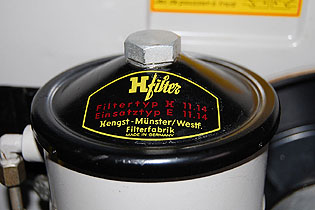 Hfilter
Filtertyp H 11.14
Einsatztyp E 11.14
Hengst-Münster/Westf.
Filterfabrik
MADE IN GERMANY